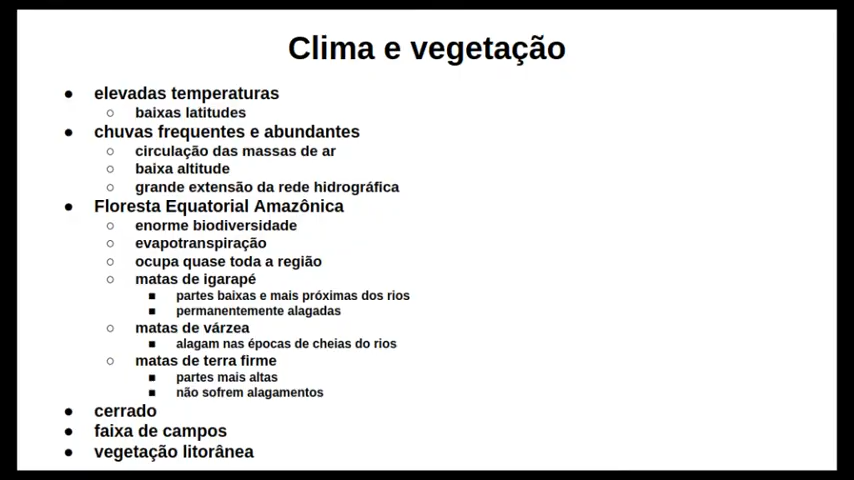 Clima e vegetação
● elevadas temperaturas
○ baixas latitudes
● chuvas frequentes e abundantes
○ circulação das massas de ar
○ baixa altitude
○ grande extensão da rede hidrográfica
● Floresta Equatorial Amazônica
○ enorme biodiversidade
○ evapotranspiração
○ ocupa quase toda a região
○ matas de igarapé
■ partes baixas e mais próximas dos rios
■ permanentemente alagadas
○ matas de várzea
■ alagam nas épocas de cheias do rios
○ matas de terra firme
■ partes mais altas
■ não sofrem alagamentos
● cerrado
● faixa de campos
● vegetação litorânea